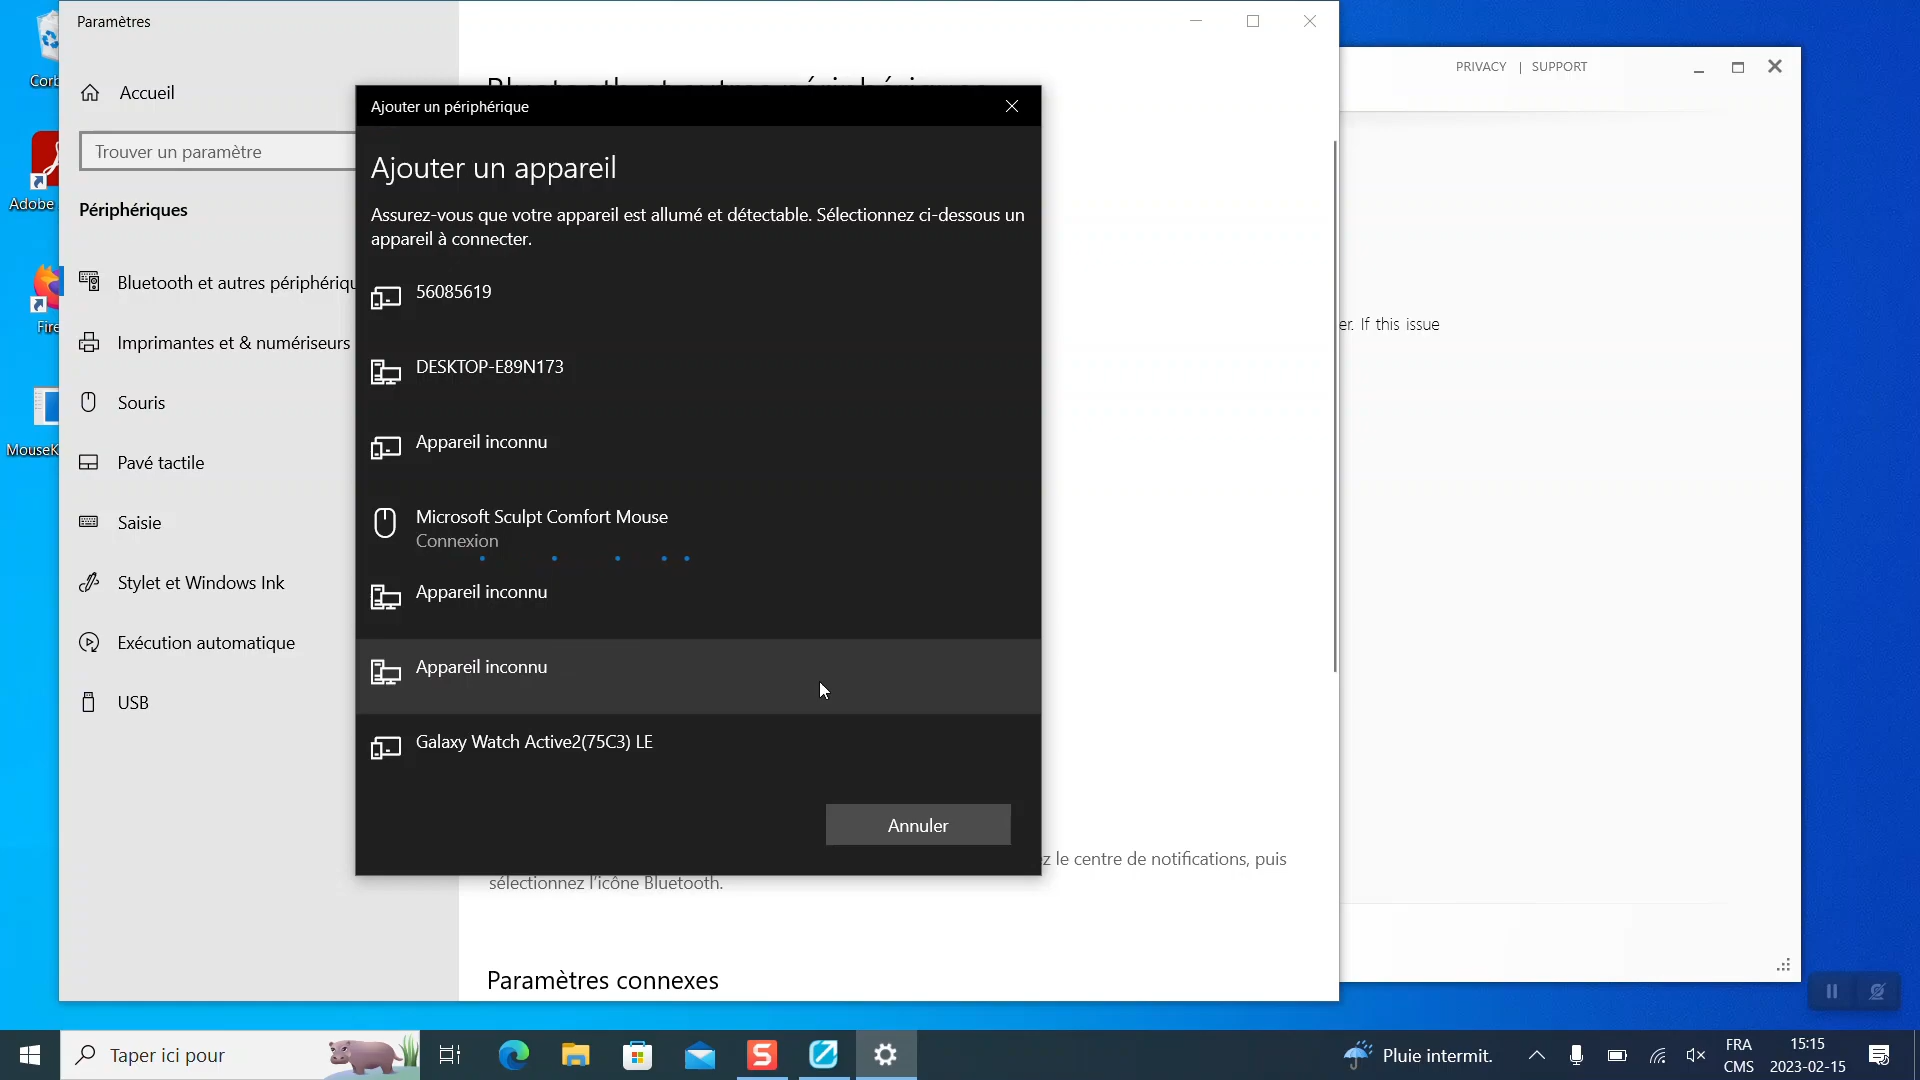 Paramètres
Accueil
Trouver un paramètre
Périphériques
Bluetooth et autres périphériqu
Imprimantes et & numériseurs
Souris
Pavé tactile
Saisie
Stylet et Windows Ink
Exécution automatique
USB
Ajouter un périphérique
Ajouter un appareil
Assurez-vous que votre appareil est allumé et détectable. Sélectionnez ci-dessous un
appareil à connecter.
56085619
DESKTOP-E89N173
Appareil inconnu
Microsoft Sculpt Comfort Mouse
Connexion
Appareil inconnu
Appareil inconnu
Galaxy Watch Active2(75C3) LE
Annuler
z le centre de notifications, puis
sélectionnez l'icône Bluetooth.
Paramètres connexes
PRIVACY | SUPPORT
er. If this issue
Corb
Adobe
Fire
MouseK
Taper ici pour
Pluie intermit.
FRA
CMS
15:15
2023-02-15